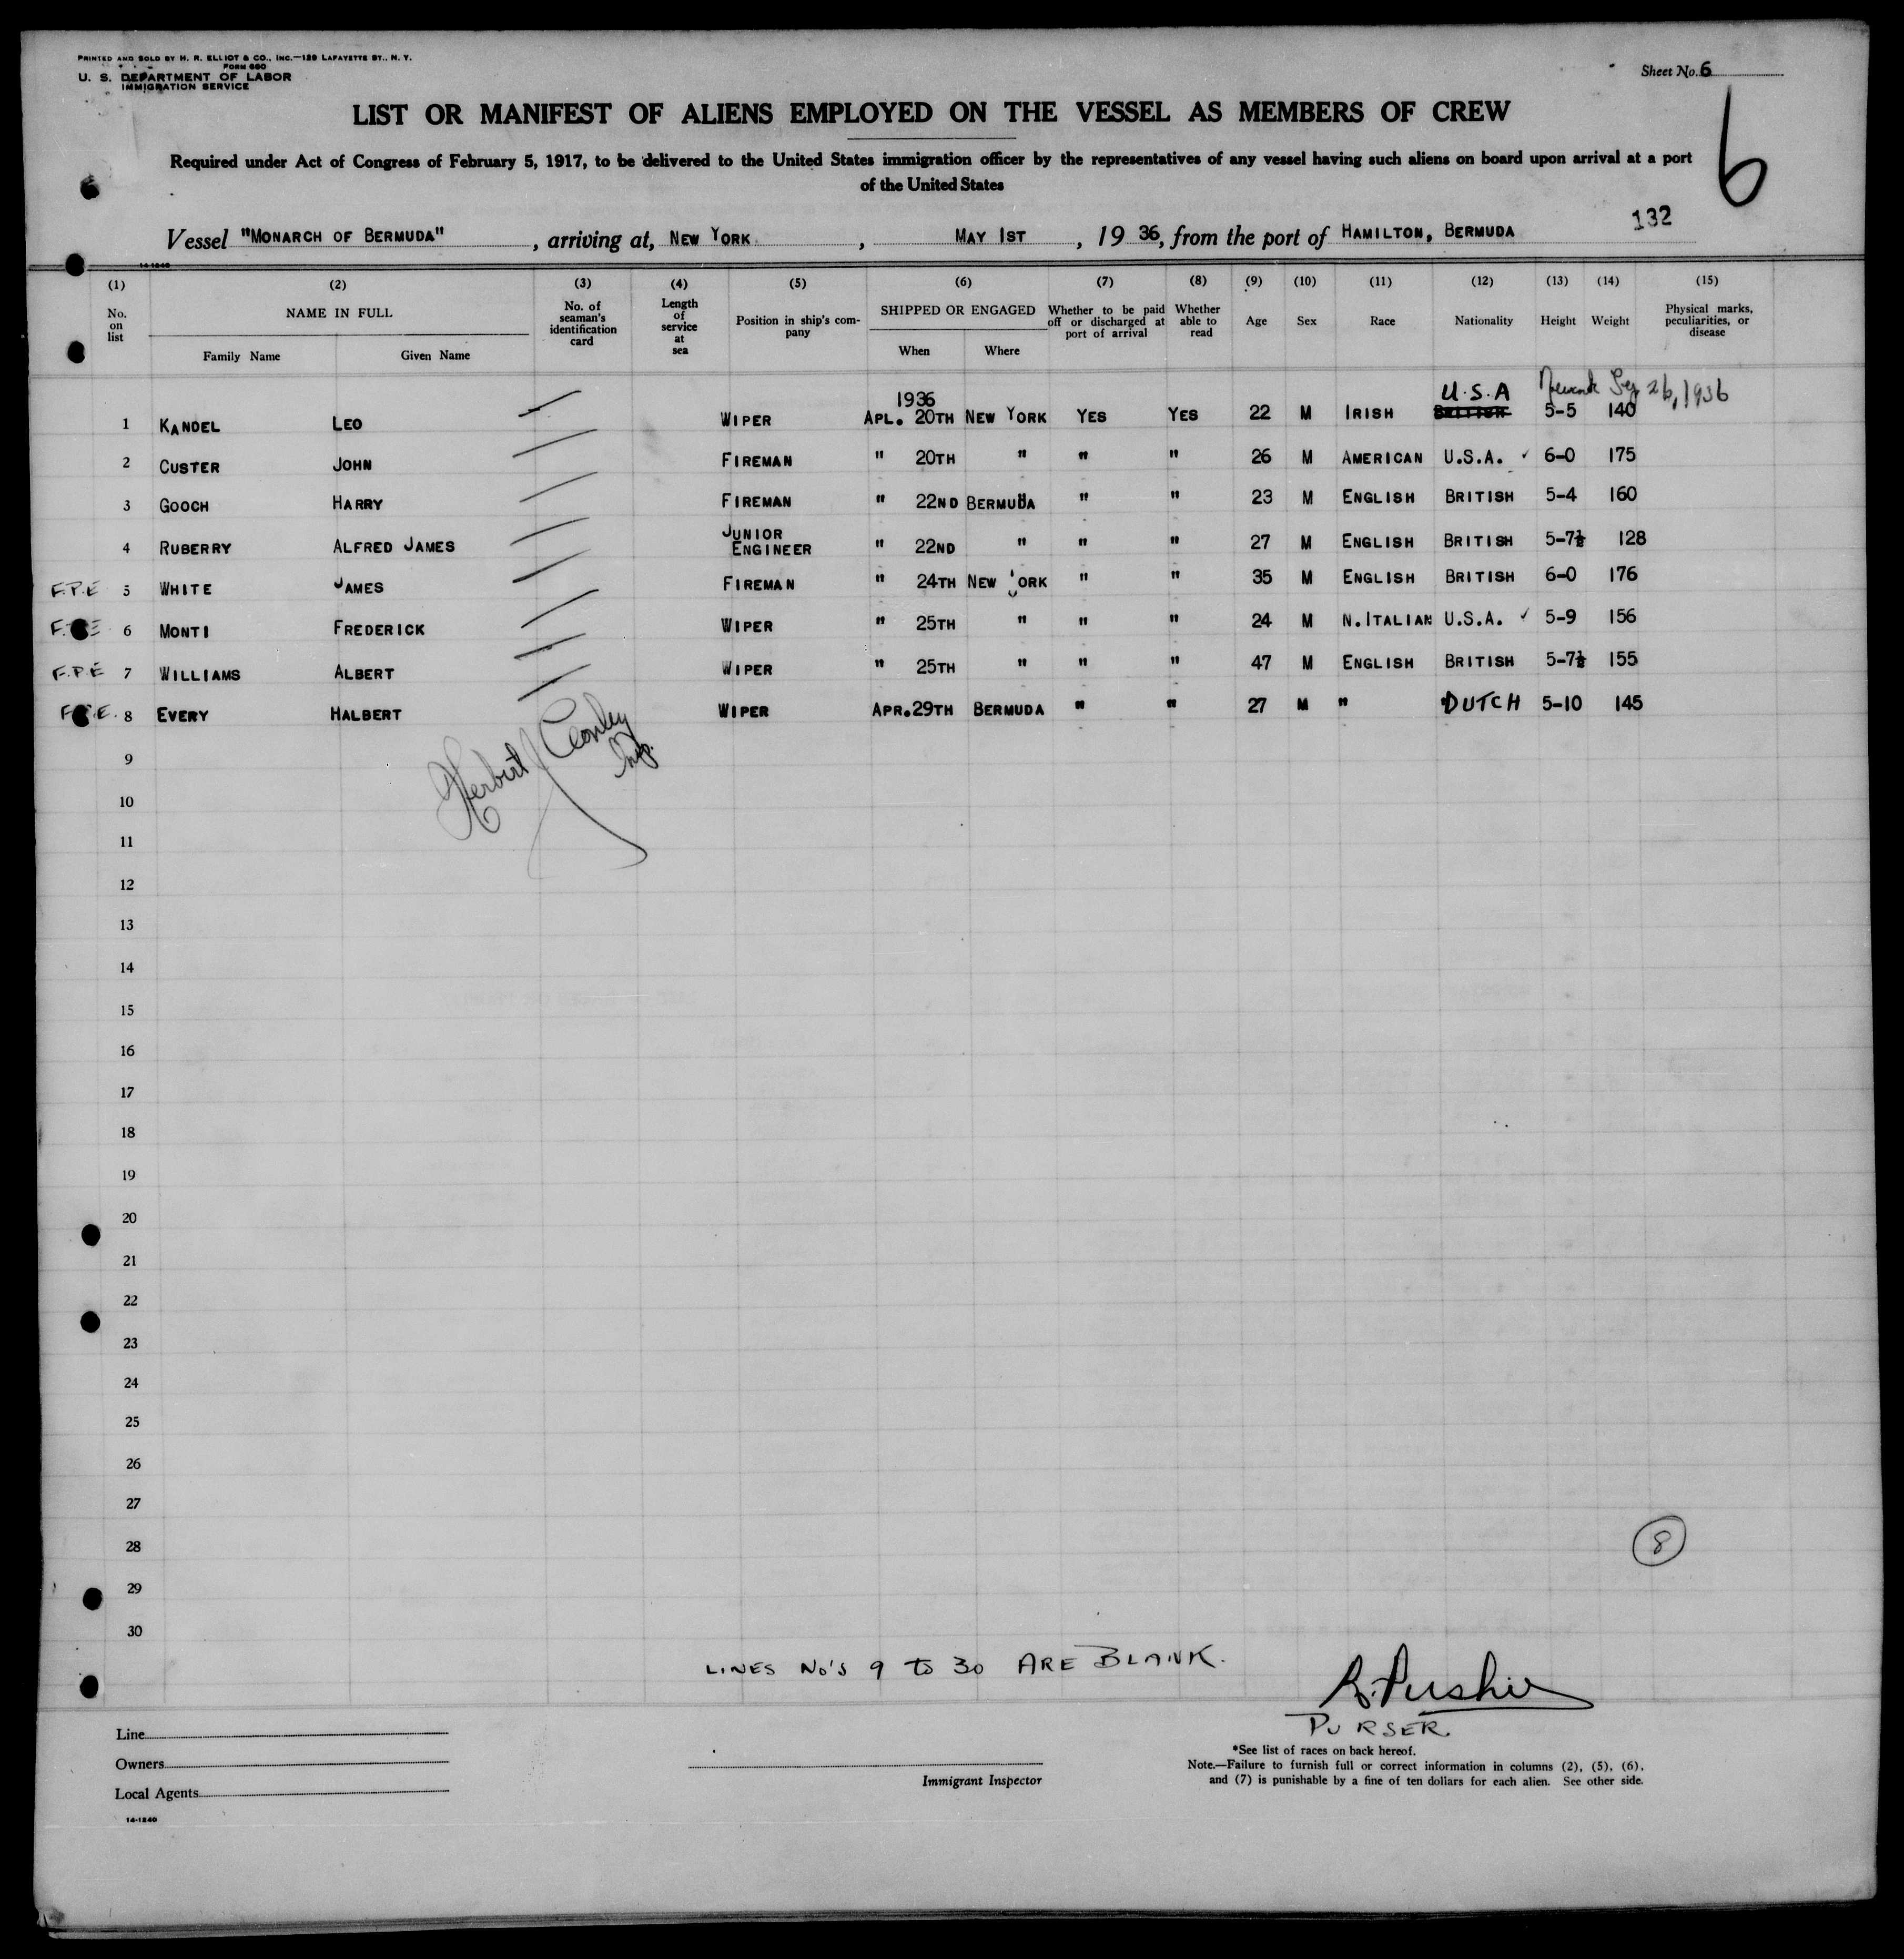 PRINTED AND SOLD BY H. R. ELLIOT & CO., INC.—129 LAFAYETTE ST., N. Y.
FORM 680
U. S. DEPARTMENT OF LABOR
IMMIGRATION SERVICE
Sheet No. 6
6
LIST OR MANIFEST OF ALIENS EMPLOYED ON THE VESSEL AS MEMBERS OF CREW
Required under Act of Congress of February 5, 1917, to be delivered to the United States immigration officer by the representatives of any vessel having such aliens on board upon arrival at a port
of the United States
132
Vessel "MONARCH OF BERMUDA", arriving at, NEW YORK, MAY 1ST, 1936, from the port of HAMILTON, BERMUDA
14-1240
(1) (2) (3) (4) (5) (6) (7) (8) (9) (10) (11) (12) (13) (14) (15)
No. on list NAME IN FULL Family Name Given Name No. of seaman's identification card Length of service at sea Position in ship's company SHIPPED OR ENGAGED When Where Whether to be paid off or discharged at port of arrival Whether able to read Age Sex Race Nationality Height Weight Physical marks, peculiarities, or disease
1936 U.S.A 26, 1936
1 KANDEL LEO WIPER APL. 20TH NEW YORK YES YES 22 M IRISH BRITISH 5-5 140
2 CUSTER JOHN FIREMAN " 20TH " " " 26 M AMERICAN U.S.A. ✓ 6-0 175
3 GOOCH HARRY FIREMAN " 22ND BERMUDA " " 23 M ENGLISH BRITISH 5-4 160
4 RUBERRY ALFRED JAMES JUNIOR ENGINEER " 22ND " " " 27 M ENGLISH BRITISH 5-7½ 128
F.P.E 5 WHITE JAMES FIREMAN " 24TH NEW YORK " " 35 M ENGLISH BRITISH 6-0 176
F. E 6 MONTI FREDERICK WIPER " 25TH " " " 24 M N.ITALIAN U.S.A. ✓ 5-9 156
F.P.E 7 WILLIAMS ALBERT WIPER " 25TH " " " 47 M ENGLISH BRITISH 5-7½ 155
F. E. 8 EVERY HALBERT WIPER APR.29TH BERMUDA " " 27 M " DUTCH 5-10 145
Herbert J Conley
Insp.
9
10
11
12
13
14
15
16
17
18
19
20
21
22
23
24
25
26
27
28
8
29
30
LINES No's 9 to 30 ARE BLANK.
PURSER.
Line
Owners
Local Agents
Immigrant Inspector
*See list of races on back hereof.
Note.—Failure to furnish full or correct information in columns (2), (5), (6),
and (7) is punishable by a fine of ten dollars for each alien. See other side.
14-1240